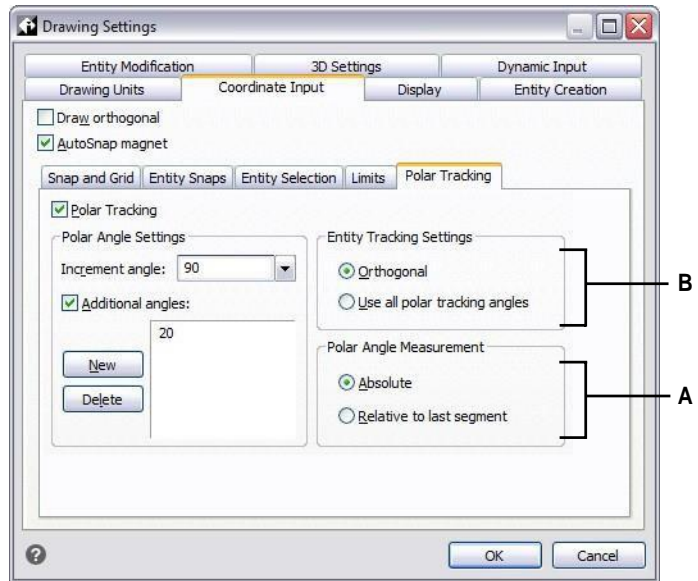 Drawing Settings
Entity Modification
3D Settings
Dynamic Input
Drawing Units
Coordinate Input
Display
Entity Creation
Draw orthogonal
AutoSnap magnet
Snap and Grid
Entity Snaps
Entity Selection
Limits
Polar Tracking
Polar Tracking
Polar Angle Settings
Increment angle:
90
Additional angles:
20
New
Delete
Entity Tracking Settings
Orthogonal
Use all polar tracking angles
B
Polar Angle Measurement
Absolute
Relative to last segment
A
?
OK
Cancel